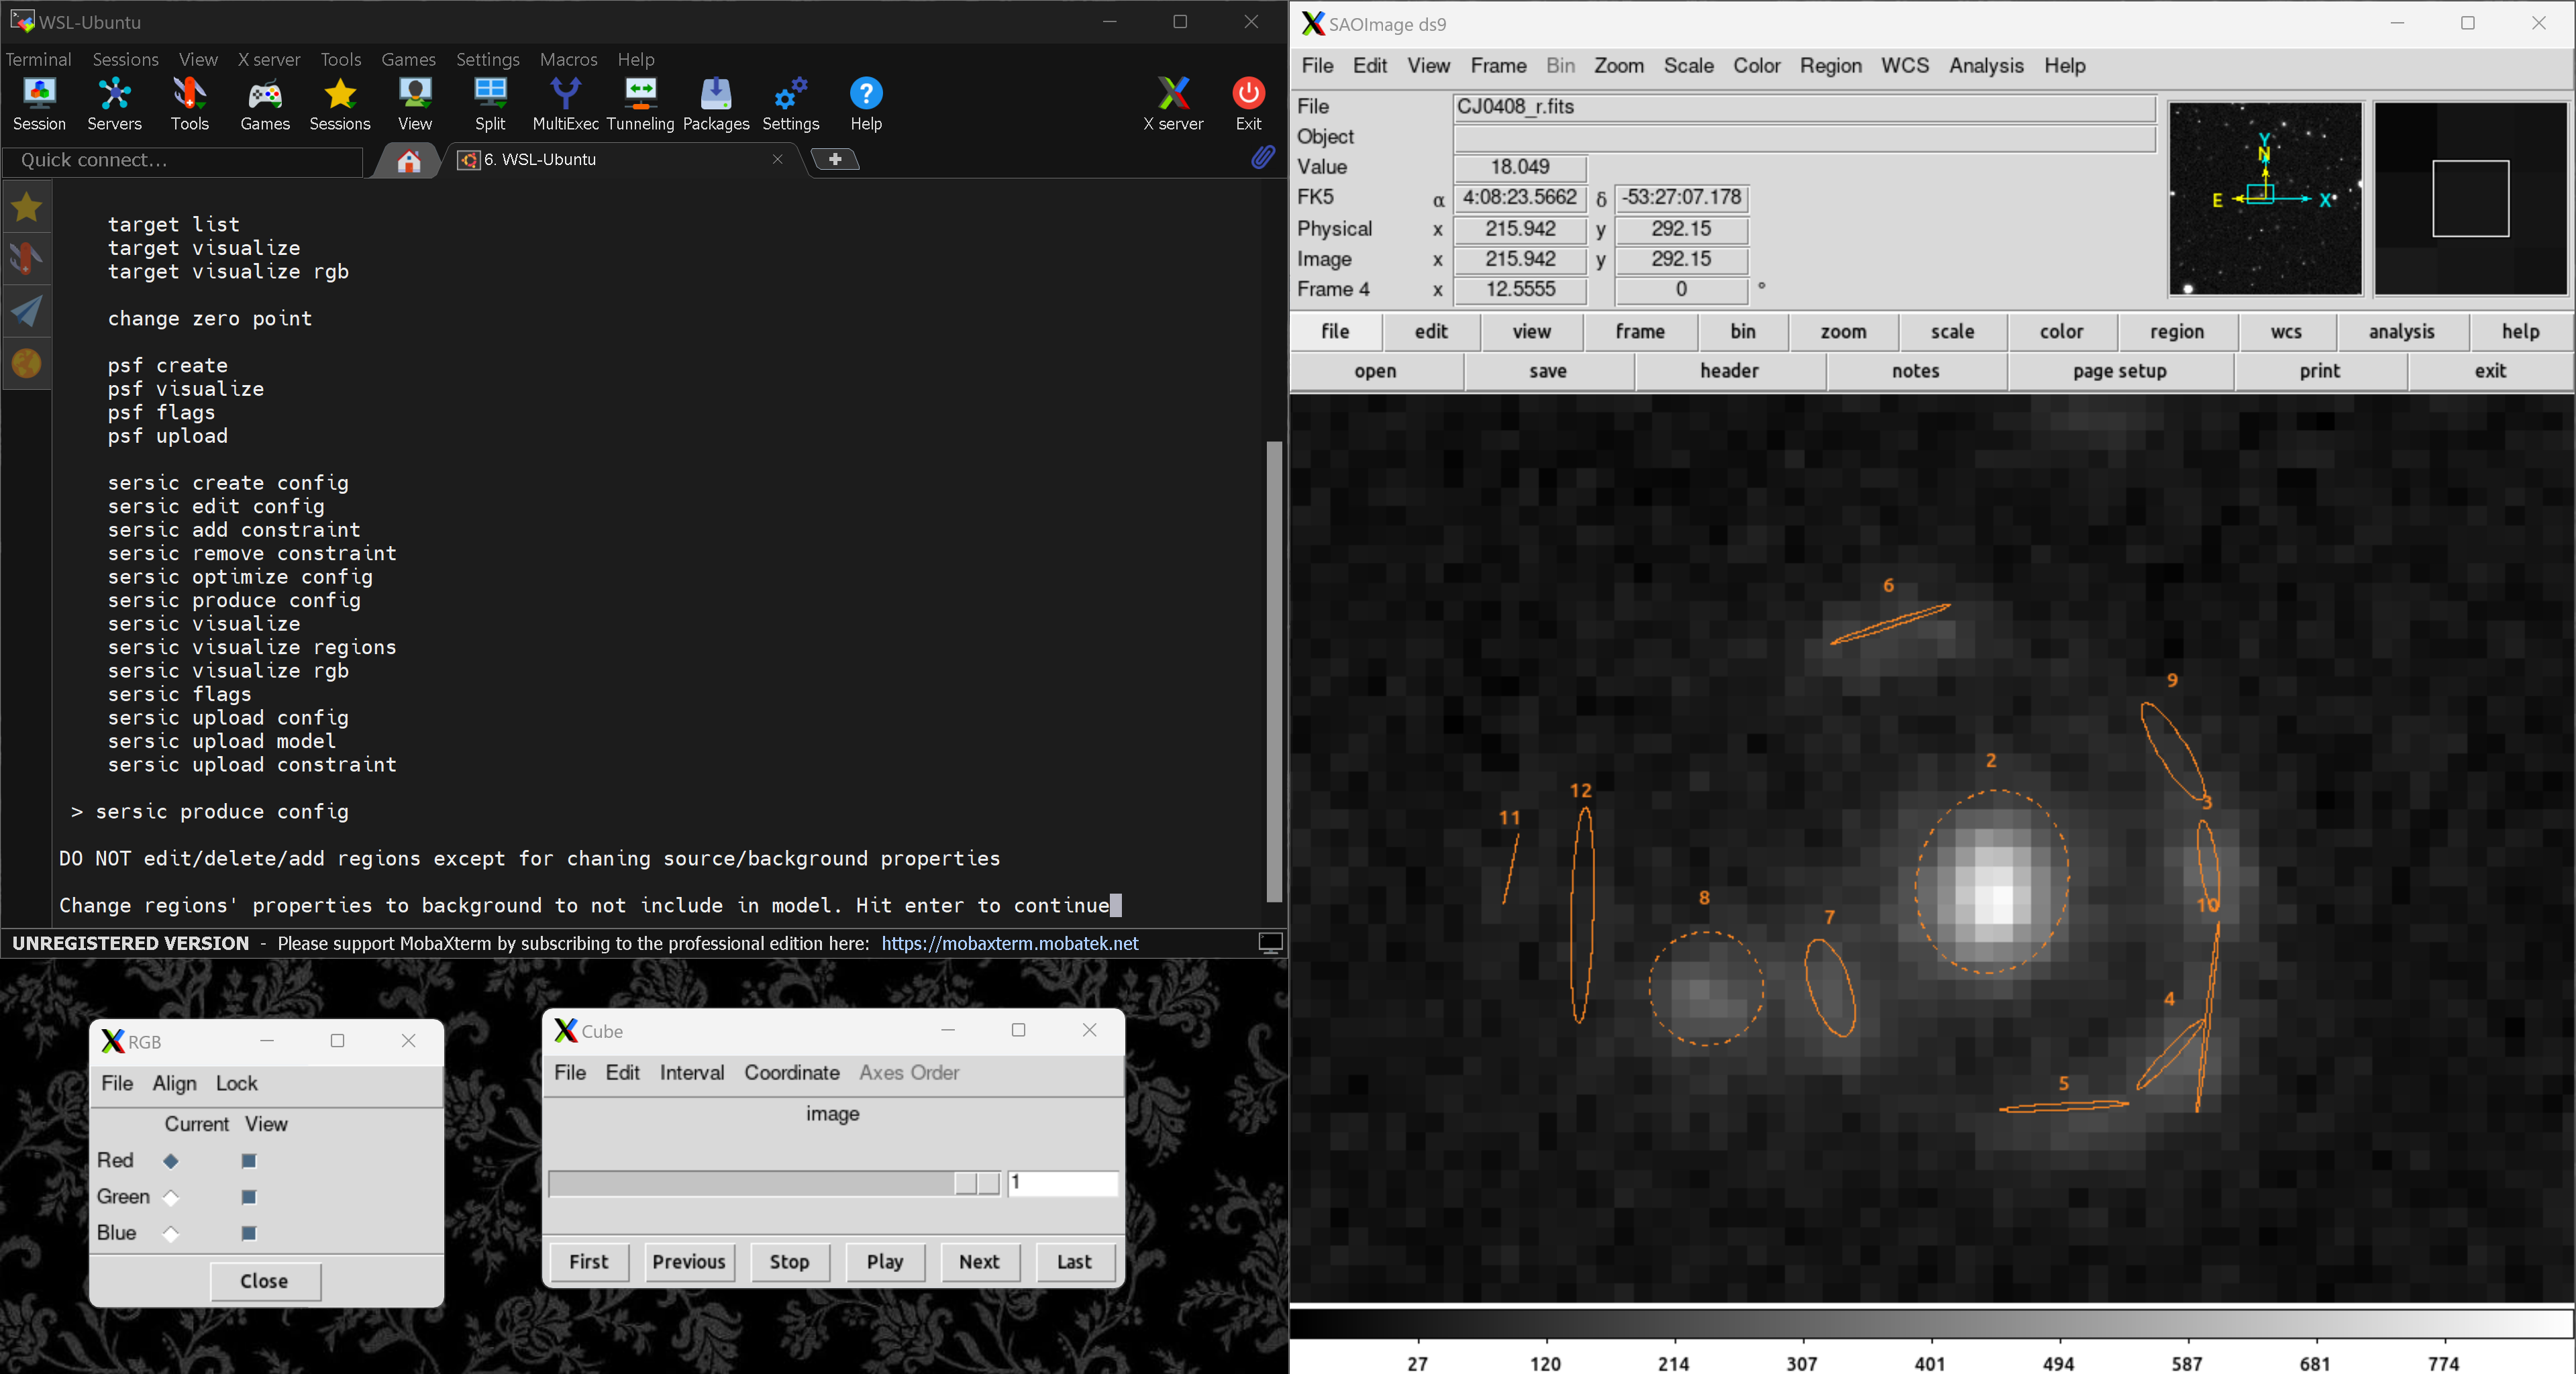 WSL-Ubuntu
Terminal Sessions View X server Tools Games Settings Macros Help
Session Servers Tools Games Sessions View Split MultiExec Tunneling Packages Settings Help X server Exit
Quick connect...
6. WSL-Ubuntu
target list
target visualize
target visualize rgb
change zero point
psf create
psf visualize
psf flags
psf upload
sersic create config
sersic edit config
sersic add constraint
sersic remove constraint
sersic optimize config
sersic produce config
sersic visualize
sersic visualize regions
sersic visualize rgb
sersic flags
sersic upload config
sersic upload model
sersic upload constraint
> sersic produce config
DO NOT edit/delete/add regions except for chaning source/background properties
Change regions' properties to background to not include in model. Hit enter to continue
UNREGISTERED VERSION - Please support MobaXterm by subscribing to the professional edition here: https://mobaxterm.mobatek.net
RGB
File Align Lock
Current View
Red
Green
Blue
Close
Cube
File Edit Interval Coordinate Axes Order
image
1
First Previous Stop Play Next Last
SAOImage ds9
File Edit View Frame Bin Zoom Scale Color Region WCS Analysis Help
File CJ0408_r.fits
Object
Value 18.049
FK5 α 4:08:23.5662 δ -53:27:07.178
Physical x 215.942 y 292.15
Image x 215.942 y 292.15
Frame 4 x 12.5555 0 °
Y
N
E X
file edit view frame bin zoom scale color region wcs analysis help
open save header notes page setup print exit
6
9
2
12
3
11
8
10
7
4
5
27 120 214 307 401 494 587 681 774